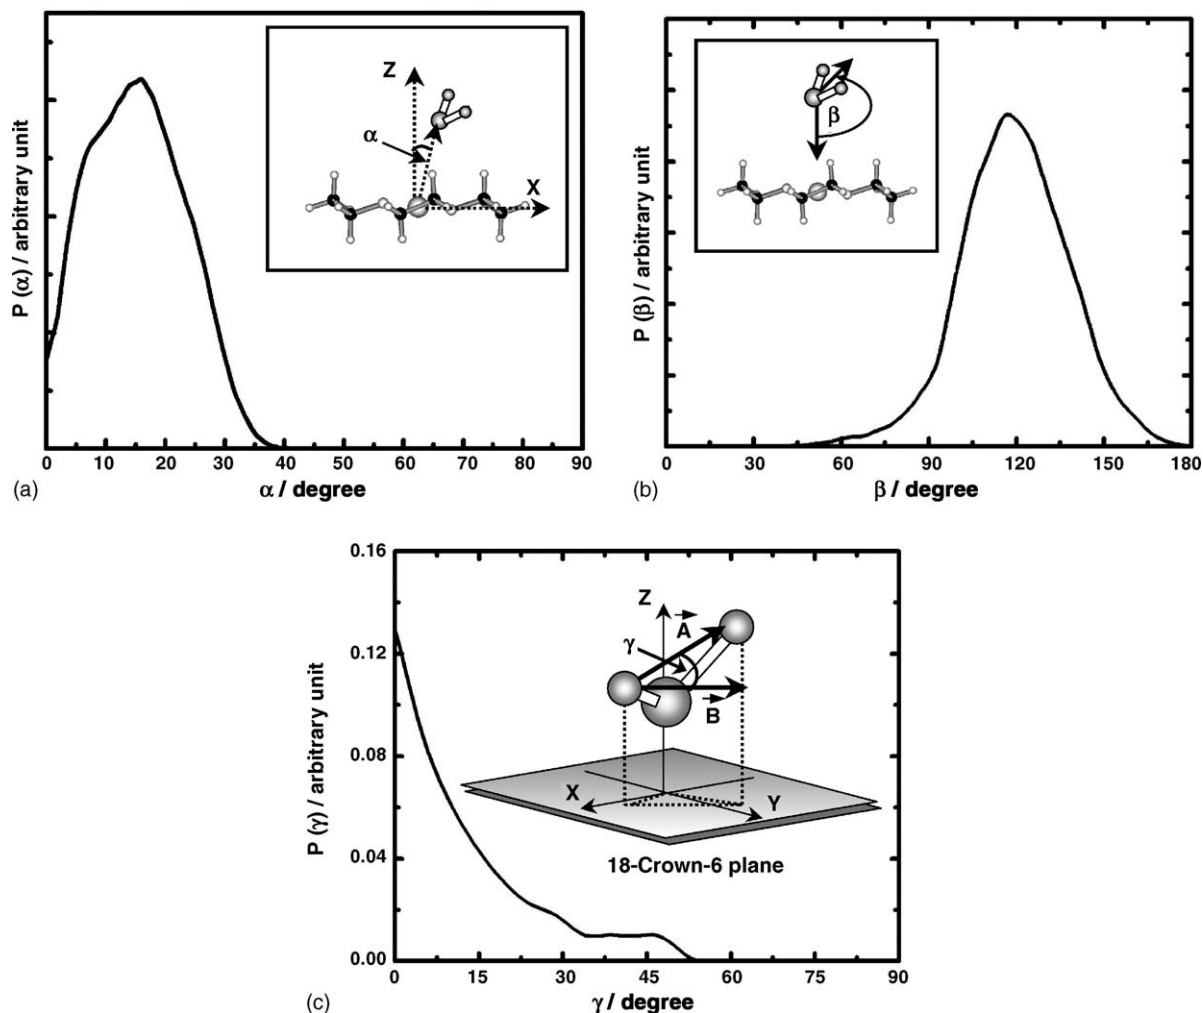 P (α) / arbitrary unit
Z
α
X
0 10 20 30 40 50 60 70 80 90
(a)
α / degree
P (β) / arbitrary unit
β
0 30 60 90 120 150 180
(b)
β / degree
P (γ) / arbitrary unit
0.16
0.12
0.08
0.04
0.00
Z
A
γ
B
X
Y
18-Crown-6 plane
0 15 30 45 60 75 90
(c)
γ / degree